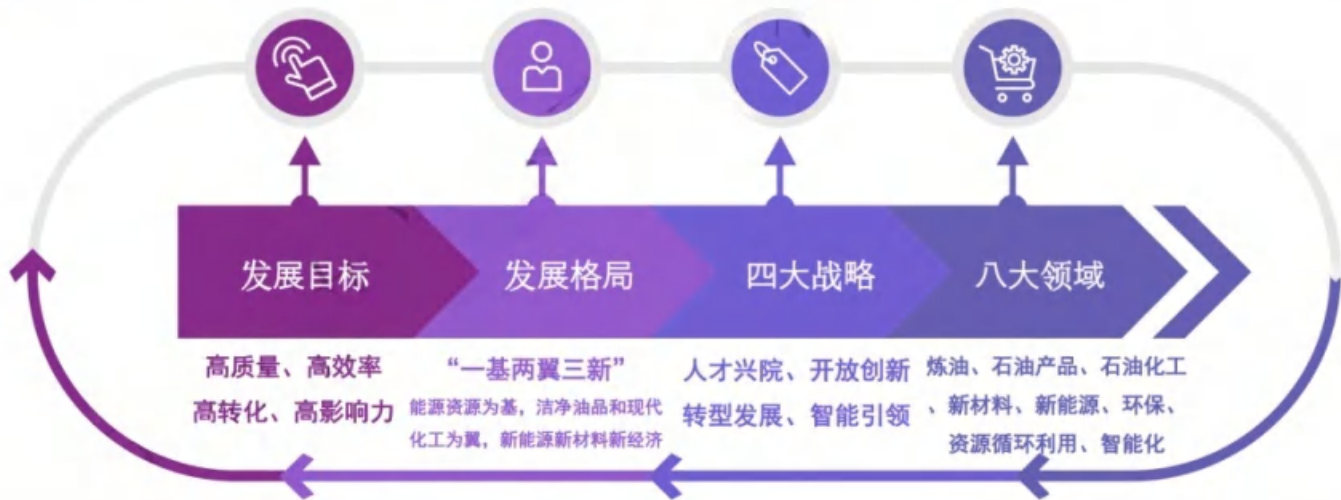 发展目标
发展格局
四大战略
八大领域
高质量、高效率
高转化、高影响力
“一基两翼三新”
能源资源为基，洁净油品和现代
化工为翼，新能源新材料新经济
人才兴院、开放创新
转型发展、智能引领
炼油、石油产品、石油化工
、新材料、新能源、环保、
资源循环利用、智能化